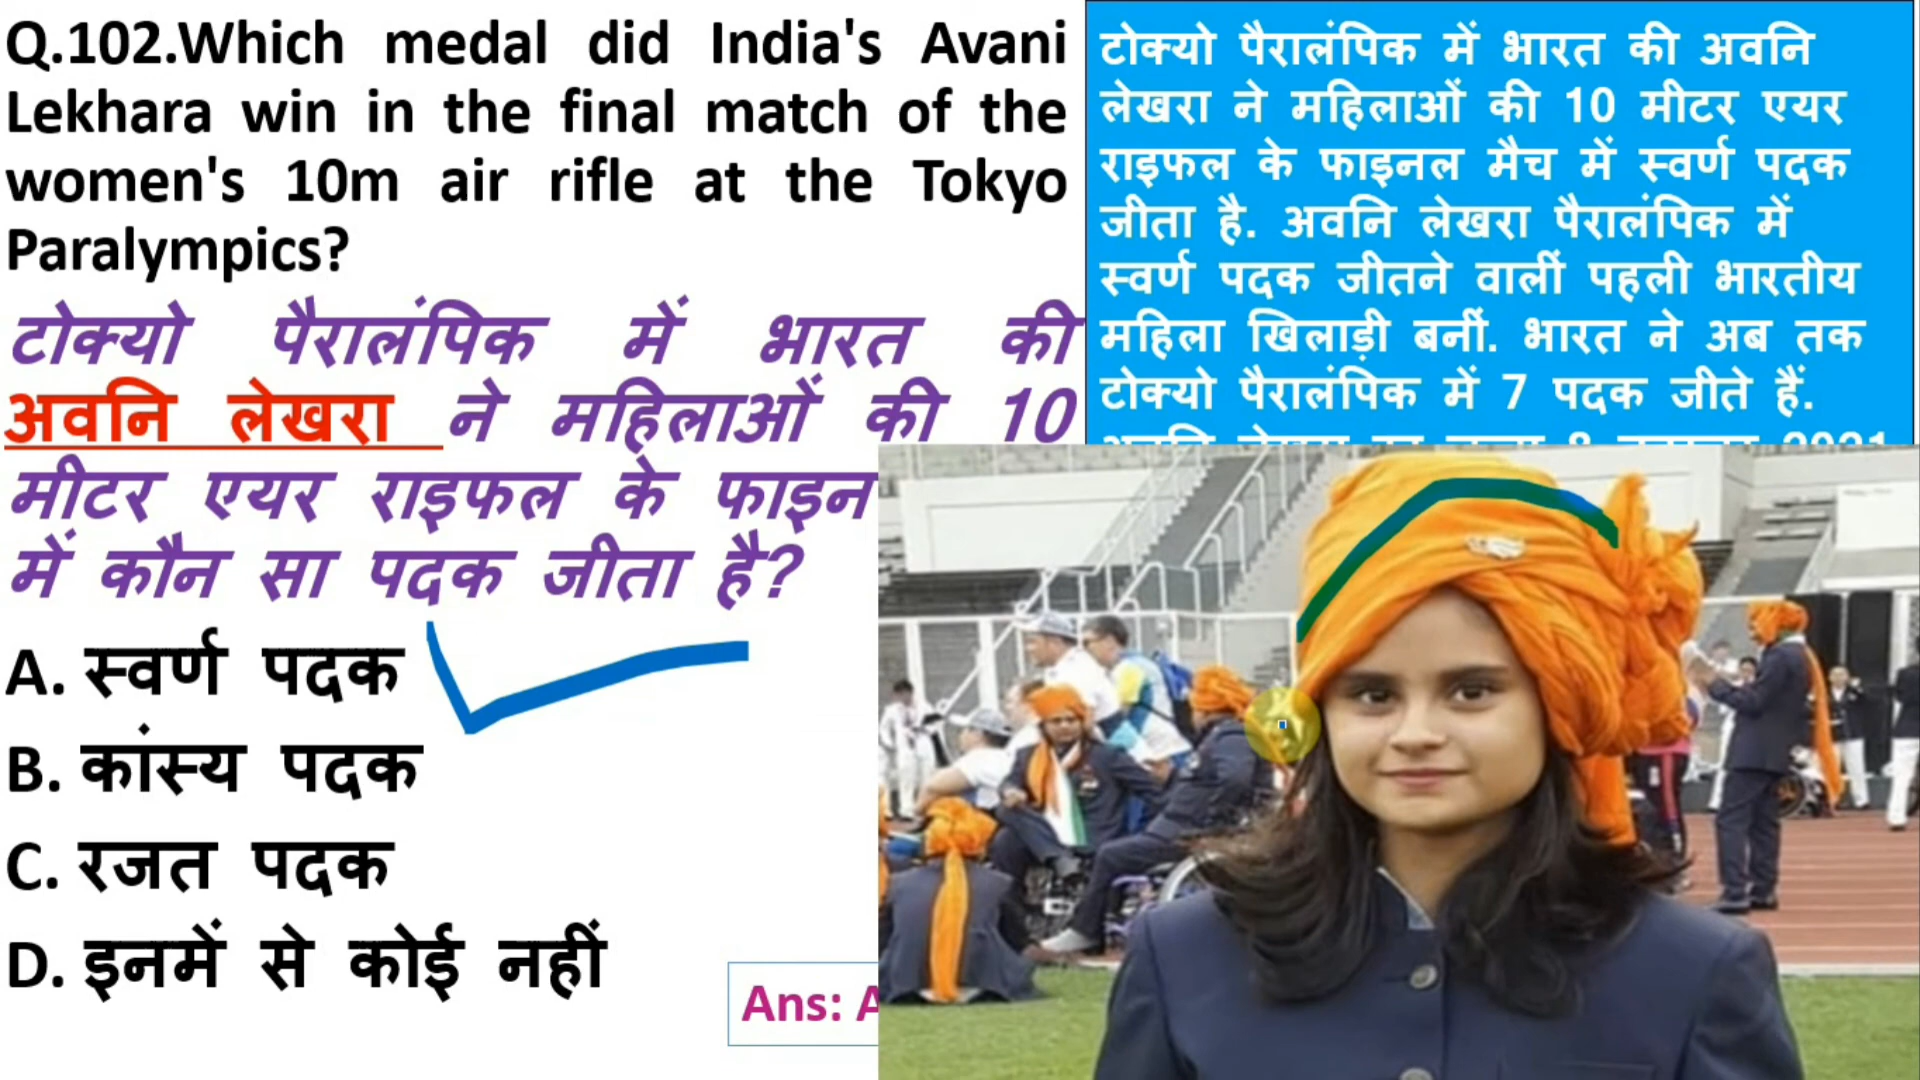 Q.102.Which medal did India's Avani
Lekhara win in the final match of the
women's 10m air rifle at the Tokyo
Paralympics?
टोक्यो पैरालंपिक में भारत की
अवनि लेखरा ने महिलाओं की 10
मीटर एयर राइफल के फाइन
में कौन सा पदक जीता है?
A. स्वर्ण पदक
B. कांस्य पदक
C. रजत पदक
D. इनमें से कोई नहीं
Ans: A
टोक्यो पैरालंपिक में भारत की अवनि
लेखरा ने महिलाओं की 10 मीटर एयर
राइफल के फाइनल मैच में स्वर्ण पदक
जीता है. अवनि लेखरा पैरालंपिक में
स्वर्ण पदक जीतने वालीं पहली भारतीय
महिला खिलाड़ी बनीं. भारत ने अब तक
टोक्यो पैरालंपिक में 7 पदक जीते हैं.